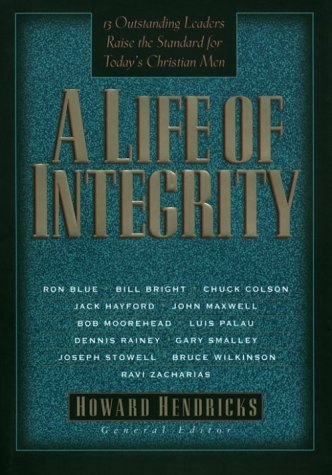 13 Outstanding Leaders
Raise the Standard for
Today's Christian Men
A LIFE OF
INTEGRITY
RON BLUE · BILL BRIGHT · CHUCK COLSON
JACK HAYFORD · JOHN MAXWELL
BOB MOOREHEAD · LUIS PALAU
DENNIS RAINEY · GARY SMALLEY
JOSEPH STOWELL · BRUCE WILKINSON
RAVI ZACHARIAS
HOWARD HENDRICKS
General Editor